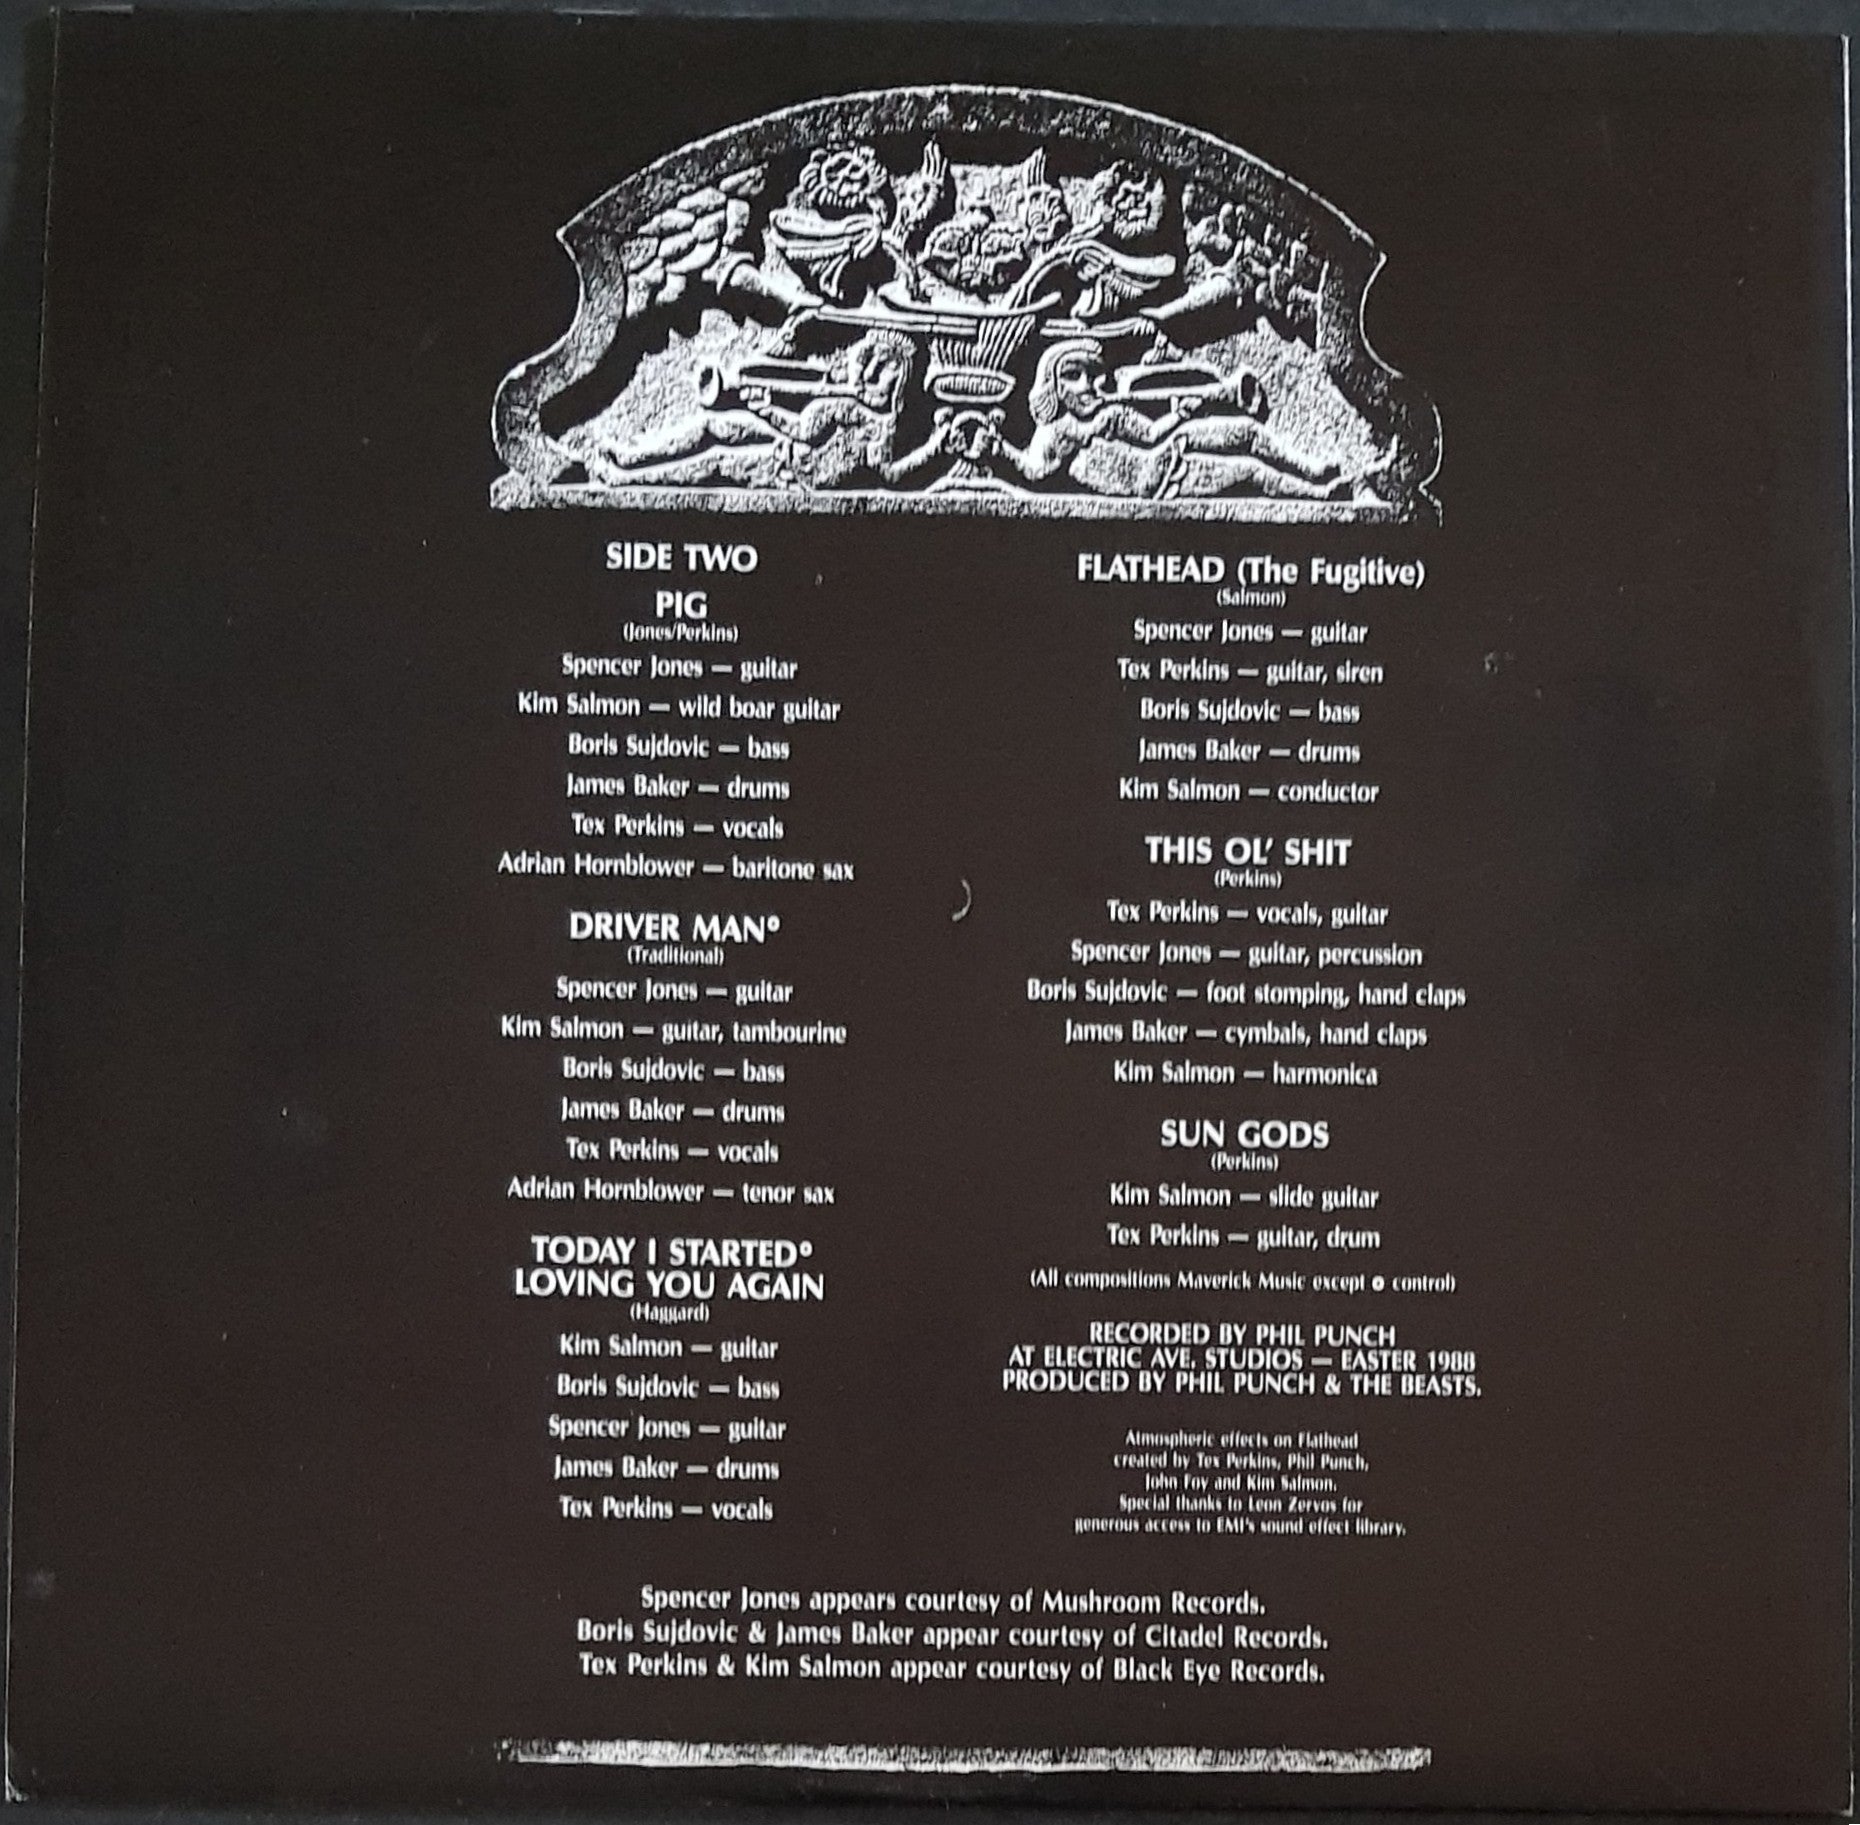 SIDE TWO
PIG
(Jones/Perkins)
Spencer Jones — guitar
Kim Salmon — wild boar guitar
Boris Sujdovic — bass
James Baker — drums
Tex Perkins — vocals
Adrian Hornblower — baritone sax
DRIVER MAN°
(Traditional)
Spencer Jones — guitar
Kim Salmon — guitar, tambourine
Boris Sujdovic — bass
James Baker — drums
Tex Perkins — vocals
Adrian Hornblower — tenor sax
TODAY I STARTED°
LOVING YOU AGAIN
(Haggard)
Kim Salmon — guitar
Boris Sujdovic — bass
Spencer Jones — guitar
James Baker — drums
Tex Perkins — vocals
FLATHEAD (The Fugitive)
(Salmon)
Spencer Jones — guitar
Tex Perkins — guitar, siren
Boris Sujdovic — bass
James Baker — drums
Kim Salmon — conductor
THIS OL' SHIT
(Perkins)
Tex Perkins — vocals, guitar
Spencer Jones — guitar, percussion
Boris Sujdovic — foot stomping, hand claps
James Baker — cymbals, hand claps
Kim Salmon — harmonica
SUN GODS
(Perkins)
Kim Salmon — slide guitar
Tex Perkins — guitar, drum
(All compositions Maverick Music except ° control)
RECORDED BY PHIL PUNCH
AT ELECTRIC AVE. STUDIOS — EASTER 1988
PRODUCED BY PHIL PUNCH & THE BEASTS.
Atmospheric effects on Flathead
created by Tex Perkins, Phil Punch,
John Foy and Kim Salmon.
Special thanks to Leon Zervos for
generous access to EMI's sound effect library.
Spencer Jones appears courtesy of Mushroom Records.
Boris Sujdovic & James Baker appear courtesy of Citadel Records.
Tex Perkins & Kim Salmon appear courtesy of Black Eye Records.